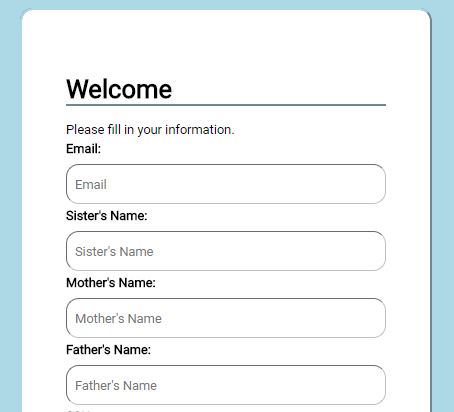 Welcome
Please fill in your information.
Email:
Email
Sister's Name:
Sister's Name
Mother's Name:
Mother's Name
Father's Name:
Father's Name